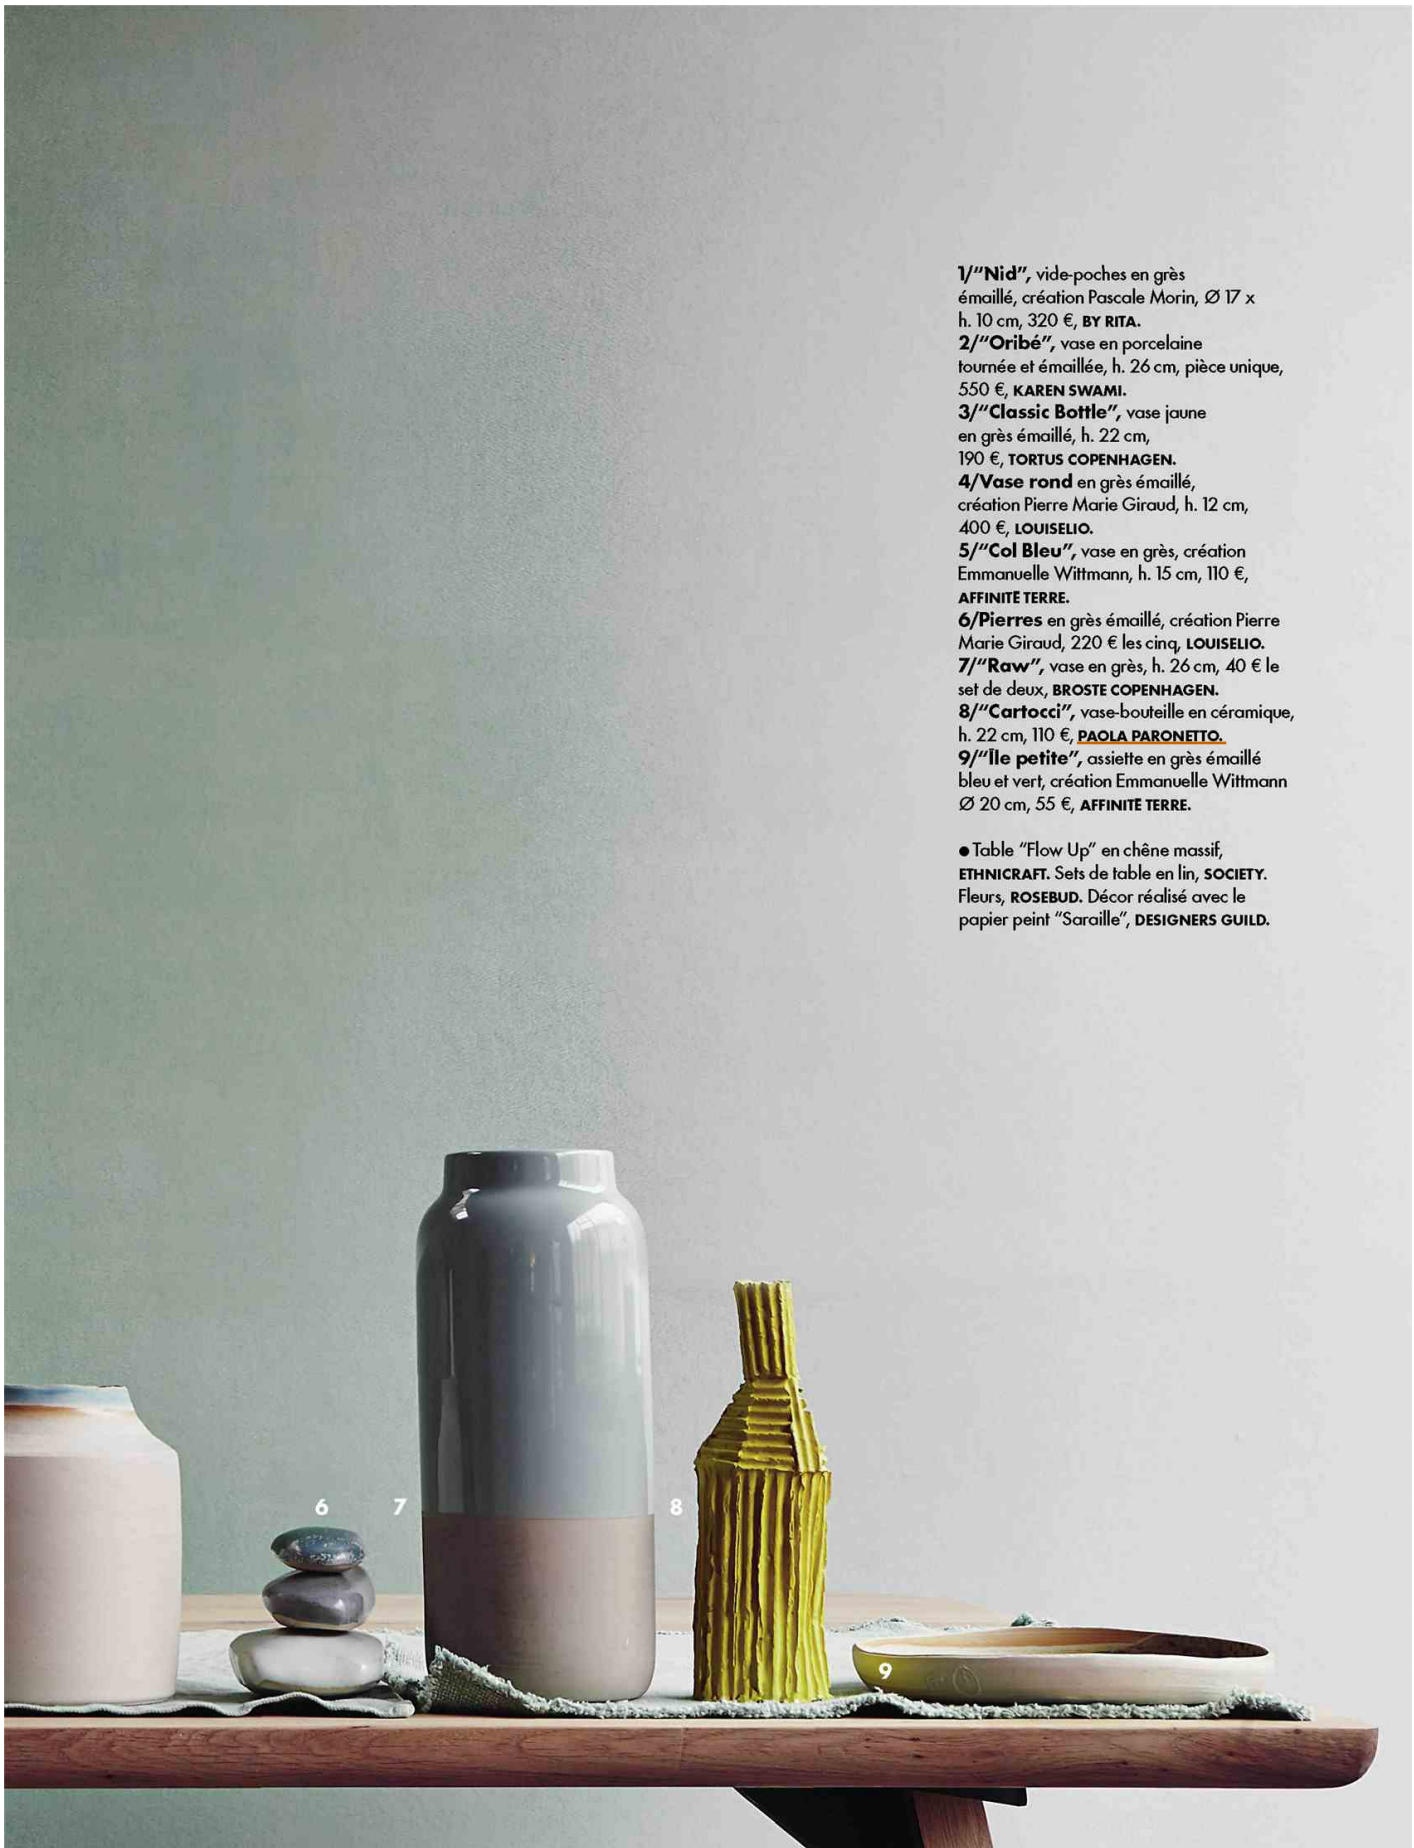 1/“Nid”, vide-poches en grès
émaillé, création Pascale Morin, Ø 17 x
h. 10 cm, 320 €, BY RITA.
2/“Oribé”, vase en porcelaine
tournée et émaillée, h. 26 cm, pièce unique,
550 €, KAREN SWAMI.
3/“Classic Bottle”, vase jaune
en grès émaillé, h. 22 cm,
190 €, TORTUS COPENHAGEN.
4/Vase rond en grès émaillé,
création Pierre Marie Giraud, h. 12 cm,
400 €, LOUISELIO.
5/“Col Bleu”, vase en grès, création
Emmanuelle Wittmann, h. 15 cm, 110 €,
AFFINITÉ TERRE.
6/Pierres en grès émaillé, création Pierre
Marie Giraud, 220 € les cinq, LOUISELIO.
7/“Raw”, vase en grès, h. 26 cm, 40 € le
set de deux, BROSTE COPENHAGEN.
8/“Cartocci”, vase-bouteille en céramique,
h. 22 cm, 110 €, PAOLA PARONETTO.
9/“Île petite”, assiette en grès émaillé
bleu et vert, création Emmanuelle Wittmann
Ø 20 cm, 55 €, AFFINITÉ TERRE.
● Table “Flow Up” en chêne massif,
ETHNICRAFT. Sets de table en lin, SOCIETY.
Fleurs, ROSEBUD. Décor réalisé avec le
papier peint “Saraille”, DESIGNERS GUILD.
6
7
8
9